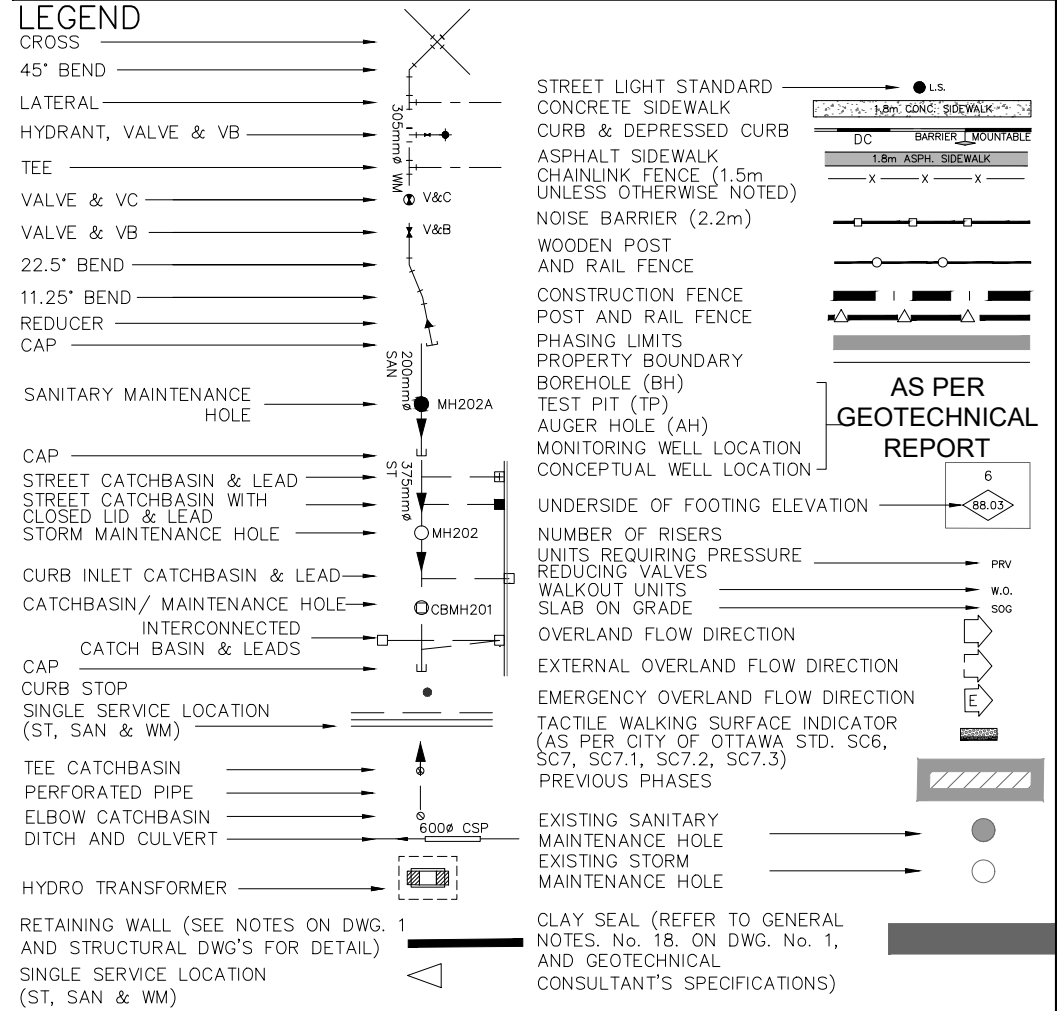 LEGEND
CROSS
45° BEND
LATERAL
HYDRANT, VALVE & VB
TEE
VALVE & VC
VALVE & VB
22.5° BEND
11.25° BEND
REDUCER
CAP
SANITARY MAINTENANCE
HOLE
CAP
STREET CATCHBASIN & LEAD
STREET CATCHBASIN WITH
CLOSED LID & LEAD
STORM MAINTENANCE HOLE
CURB INLET CATCHBASIN & LEAD
CATCHBASIN/ MAINTENANCE HOLE
INTERCONNECTED
CATCH BASIN & LEADS
CAP
CURB STOP
SINGLE SERVICE LOCATION
(ST, SAN & WM)
TEE CATCHBASIN
PERFORATED PIPE
ELBOW CATCHBASIN
DITCH AND CULVERT
HYDRO TRANSFORMER
RETAINING WALL (SEE NOTES ON DWG. 1
AND STRUCTURAL DWG'S FOR DETAIL)
SINGLE SERVICE LOCATION
(ST, SAN & WM)
305mmø WM
V&C
V&B
200mmø
SAN
MH202A
375mmø
ST
MH202
CBMH201
600ø CSP
STREET LIGHT STANDARD
L.S.
CONCRETE SIDEWALK
1.8m CONC. SIDEWALK
CURB & DEPRESSED CURB
DC
BARRIER
MOUNTABLE
ASPHALT SIDEWALK
1.8m ASPH. SIDEWALK
CHAINLINK FENCE (1.5m
UNLESS OTHERWISE NOTED)
X X X
NOISE BARRIER (2.2m)
WOODEN POST
AND RAIL FENCE
CONSTRUCTION FENCE
POST AND RAIL FENCE
PHASING LIMITS
PROPERTY BOUNDARY
BOREHOLE (BH)
TEST PIT (TP)
AUGER HOLE (AH)
MONITORING WELL LOCATION
CONCEPTUAL WELL LOCATION
AS PER
GEOTECHNICAL
REPORT
UNDERSIDE OF FOOTING ELEVATION
6
88.03
NUMBER OF RISERS
UNITS REQUIRING PRESSURE
REDUCING VALVES
PRV
WALKOUT UNITS
W.O.
SLAB ON GRADE
SOG
OVERLAND FLOW DIRECTION
EXTERNAL OVERLAND FLOW DIRECTION
EMERGENCY OVERLAND FLOW DIRECTION
E
TACTILE WALKING SURFACE INDICATOR
(AS PER CITY OF OTTAWA STD. SC6,
SC7, SC7.1, SC7.2, SC7.3)
PREVIOUS PHASES
EXISTING SANITARY
MAINTENANCE HOLE
EXISTING STORM
MAINTENANCE HOLE
CLAY SEAL (REFER TO GENERAL
NOTES. No. 18. ON DWG. No. 1,
AND GEOTECHNICAL
CONSULTANT'S SPECIFICATIONS)